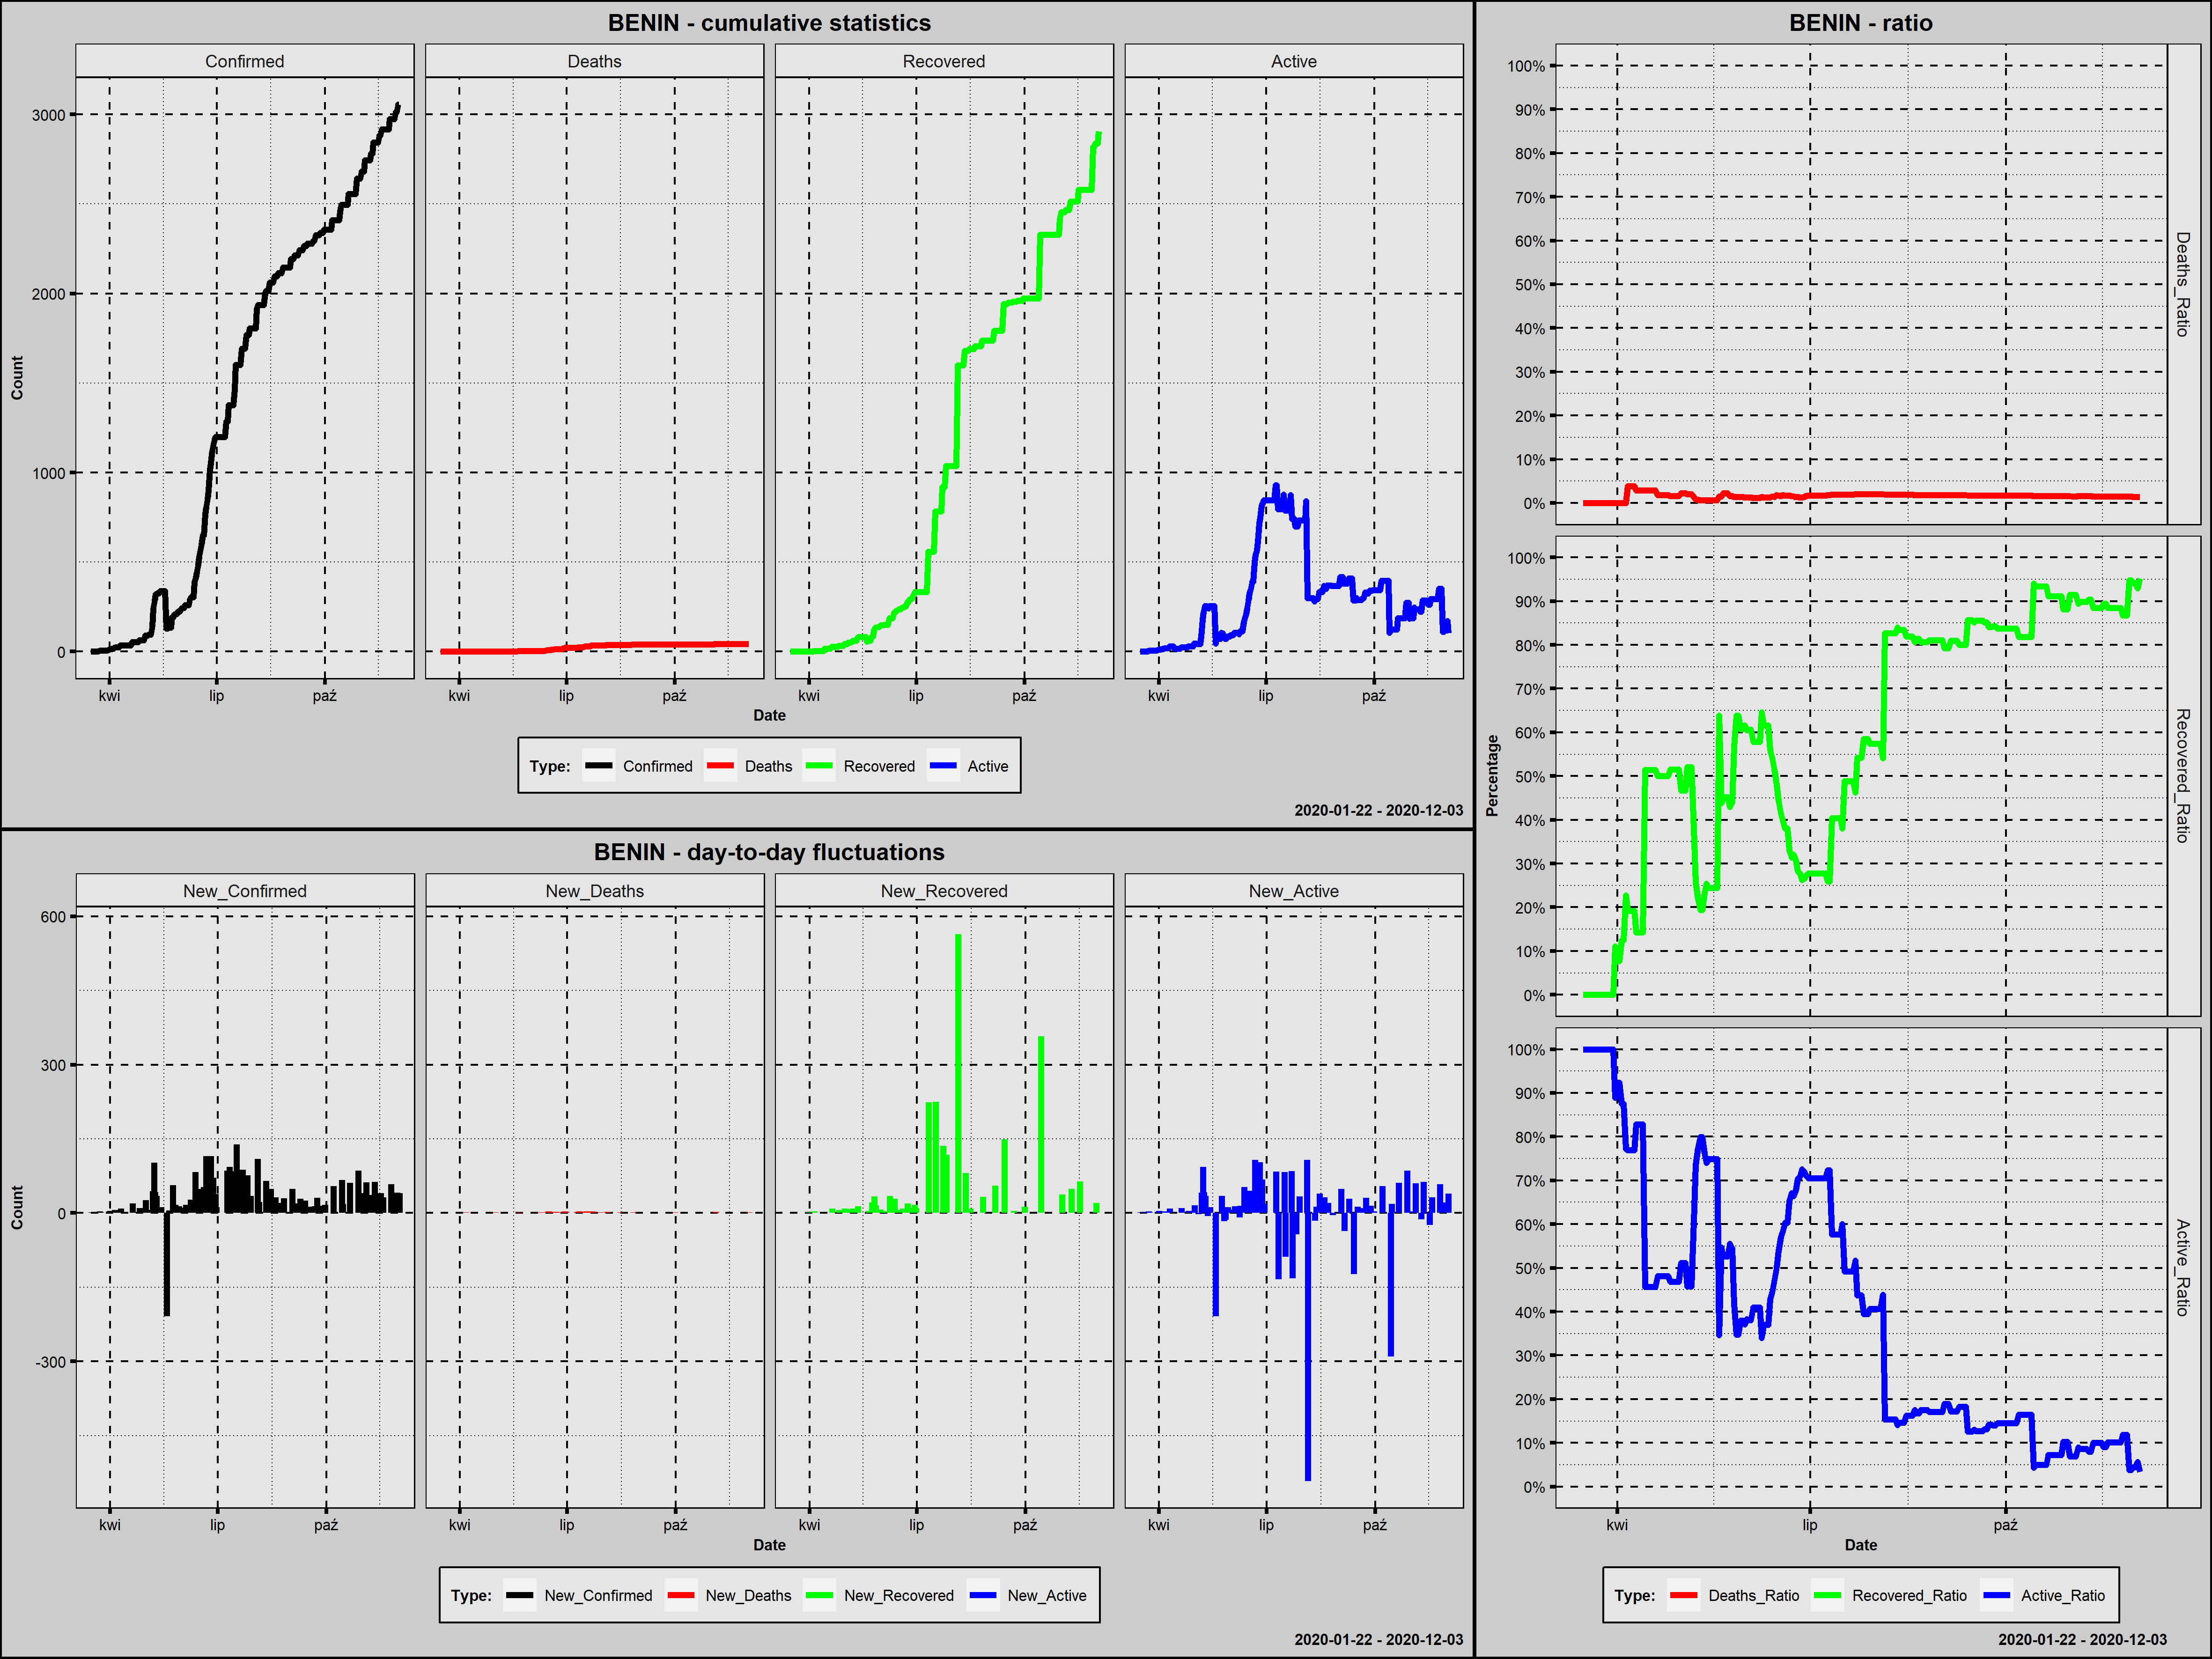 BENIN - cumulative statistics
Confirmed Deaths Recovered Active
Count
3000
2000
1000
0
kwi lip paź kwi lip paź kwi lip paź kwi lip paź
Date
Type: Confirmed Deaths Recovered Active
2020-01-22 - 2020-12-03
BENIN - day-to-day fluctuations
New_Confirmed New_Deaths New_Recovered New_Active
Count
600
300
0
-300
kwi lip paź kwi lip paź kwi lip paź kwi lip paź
Date
Type: New_Confirmed New_Deaths New_Recovered New_Active
2020-01-22 - 2020-12-03
BENIN - ratio
Percentage
100%
90%
80%
70%
60%
50%
40%
30%
20%
10%
0%
Deaths_Ratio
100%
90%
80%
70%
60%
50%
40%
30%
20%
10%
0%
Recovered_Ratio
100%
90%
80%
70%
60%
50%
40%
30%
20%
10%
0%
Active_Ratio
kwi lip paź
Date
Type: Deaths_Ratio Recovered_Ratio Active_Ratio
2020-01-22 - 2020-12-03